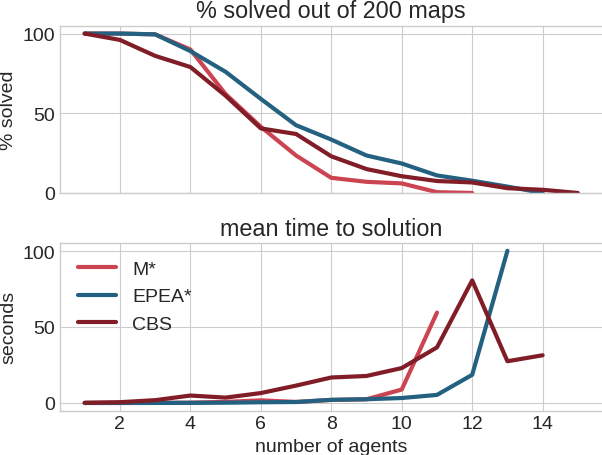 % solved out of 200 maps
100
50
0
% solved
mean time to solution
100
50
0
seconds
M*
EPEA*
CBS
2 4 6 8 10 12 14
number of agents